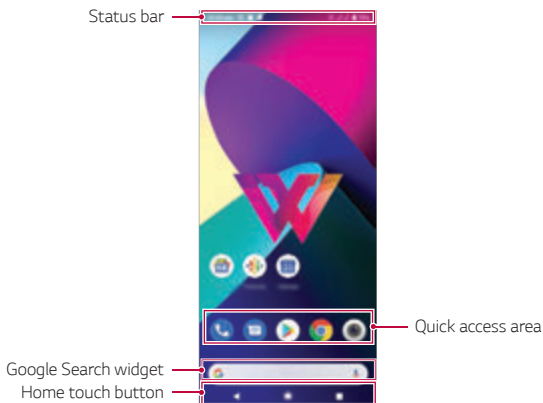 Status bar
Quick access area
Google Search widget
Home touch button